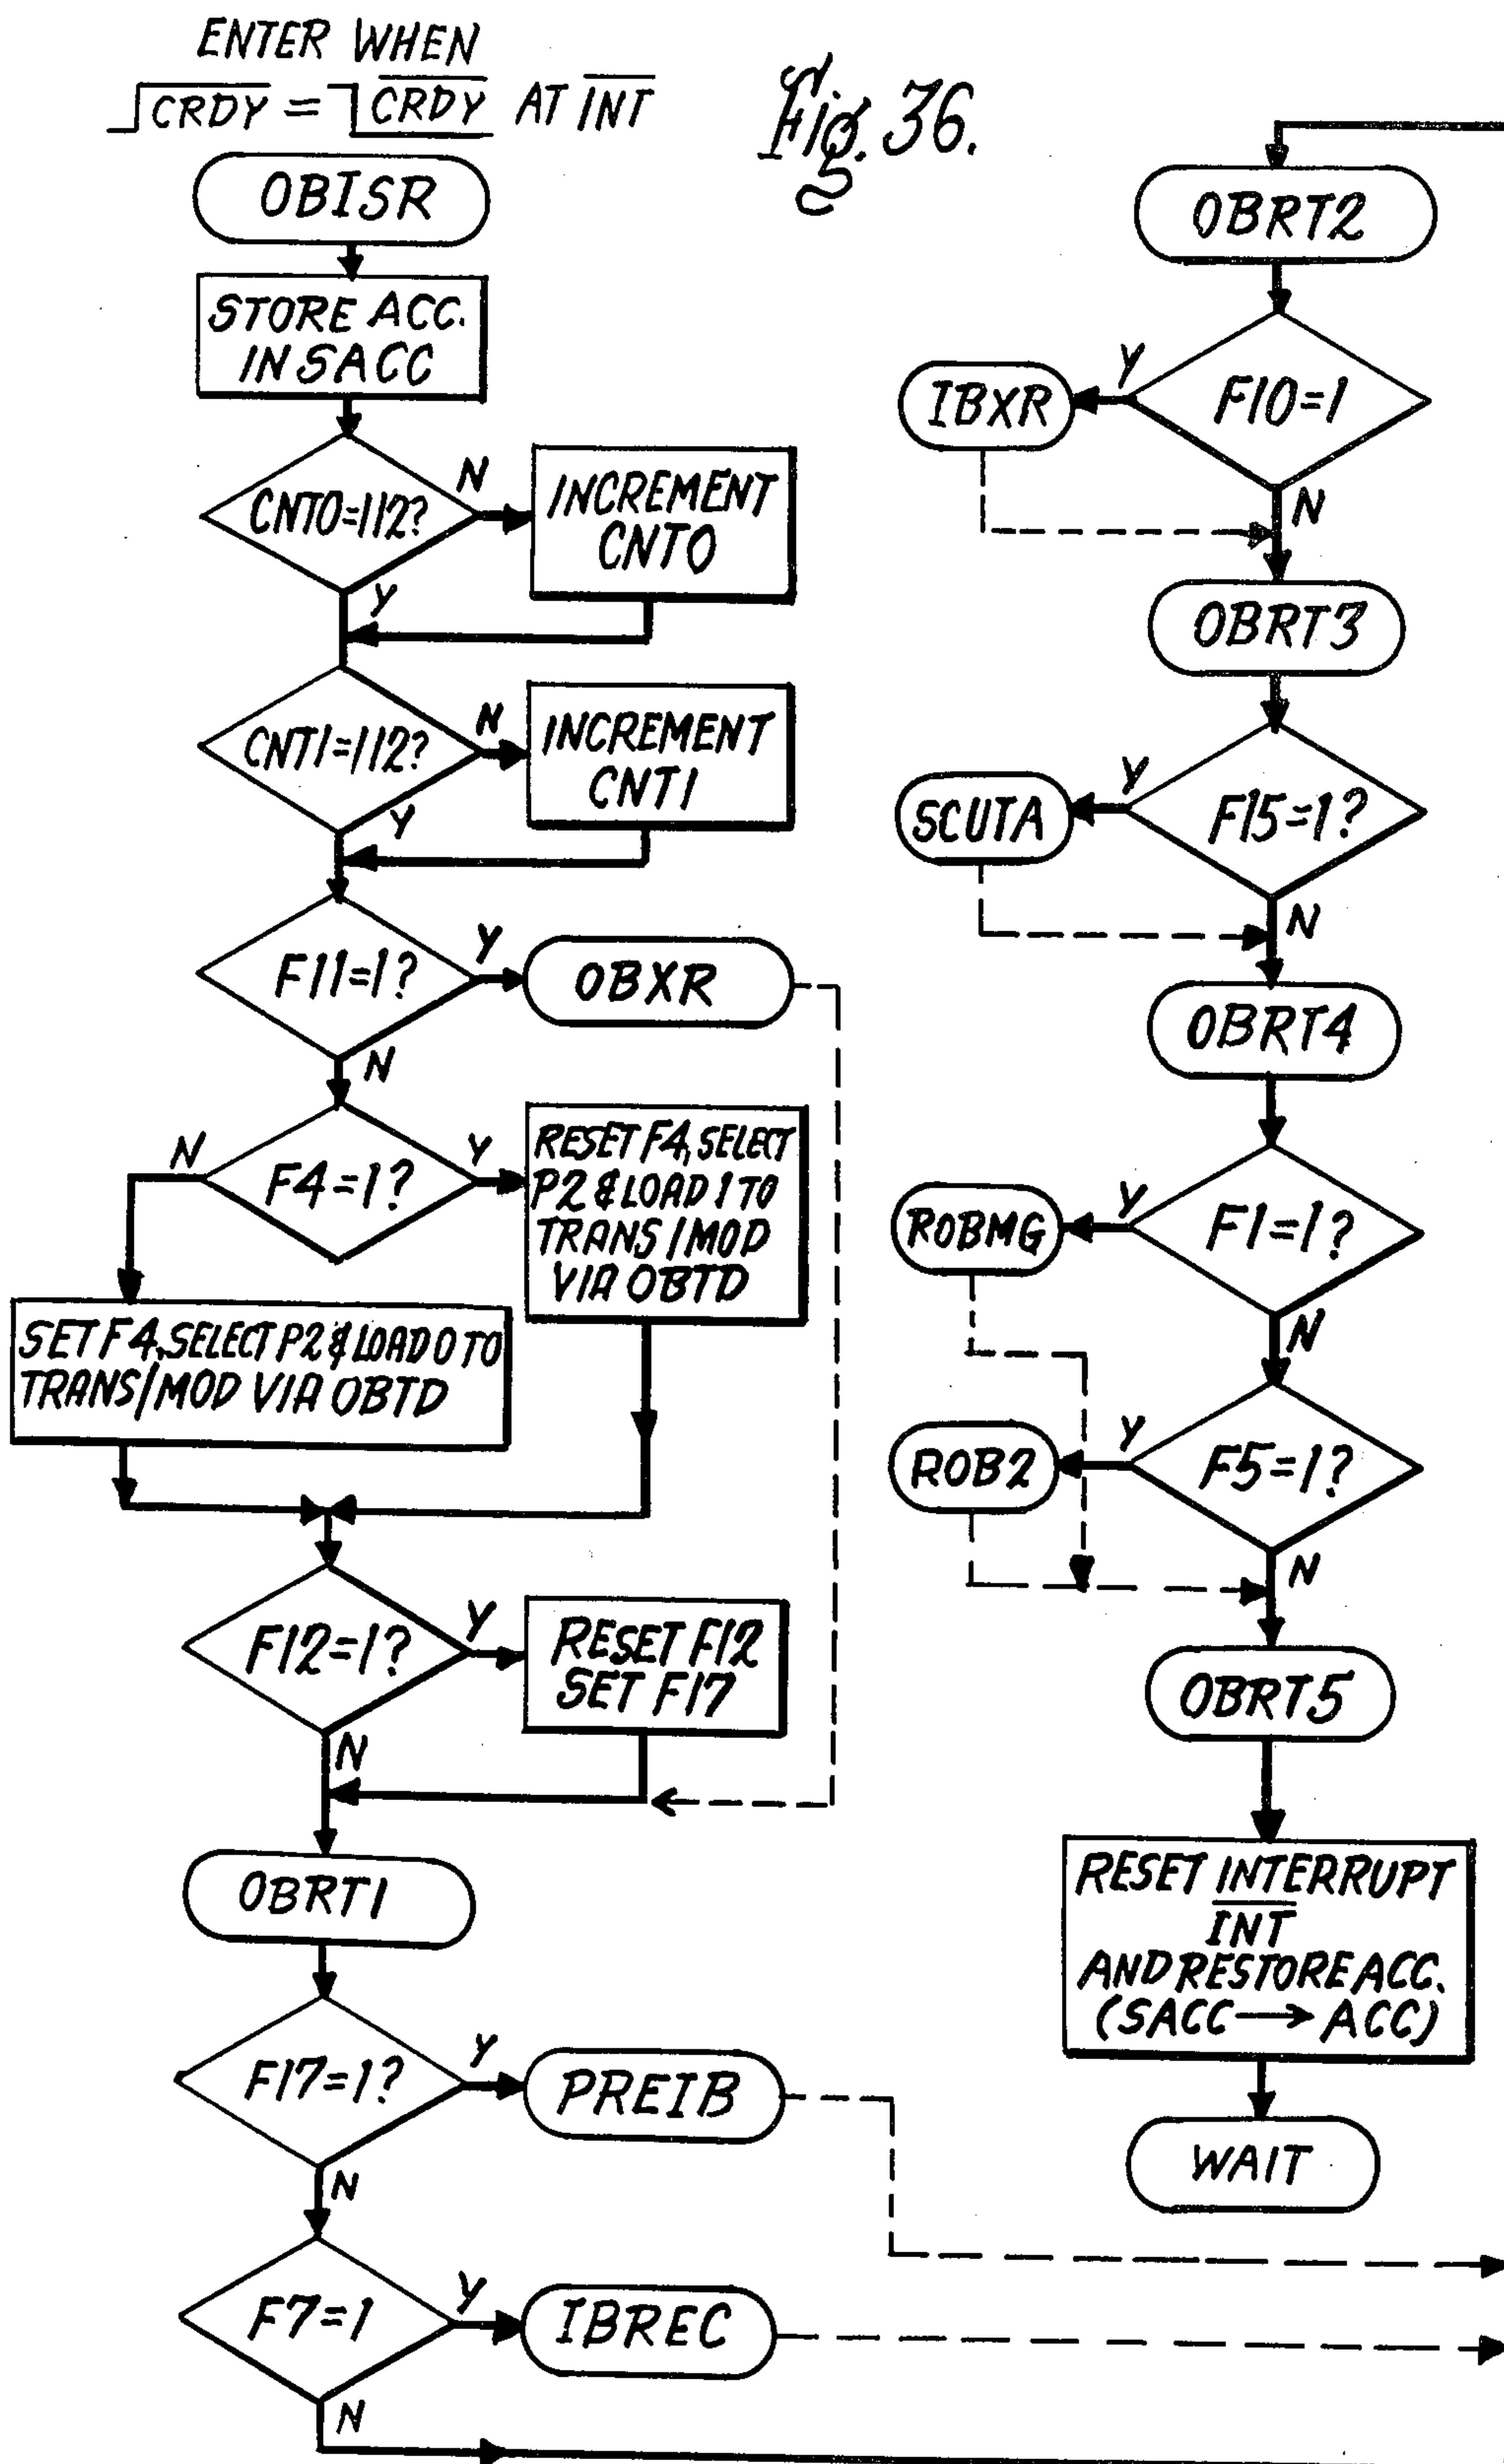 ENTER WHEN
CRDY = CRDY AT INT
Fig. 36.
OBISR
STORE ACC.
IN SACC
CNT0=112?
N
INCREMENT
CNT0
Y
CNT1=112?
N
INCREMENT
CNT1
Y
F11=1?
Y
OBXR
N
F4=1?
N
Y
RESET F4, SELECT
P2 & LOAD 1 TO
TRANS/MOD
VIA OBTD
SET F4, SELECT P2 & LOAD 0 TO
TRANS/MOD VIA OBTD
F12=1?
Y
RESET F12
SET F17
N
OBRT1
F17=1?
Y
PREIB
N
F7=1
Y
IBREC
N
OBRT2
F10=1
Y
IBXR
N
OBRT3
F15=1?
Y
SCUTA
N
OBRT4
F1=1?
Y
ROBMG
N
F5=1?
Y
ROB2
N
OBRT5
RESET INTERRUPT
INT
AND RESTORE ACC.
(SACC → ACC)
WAIT